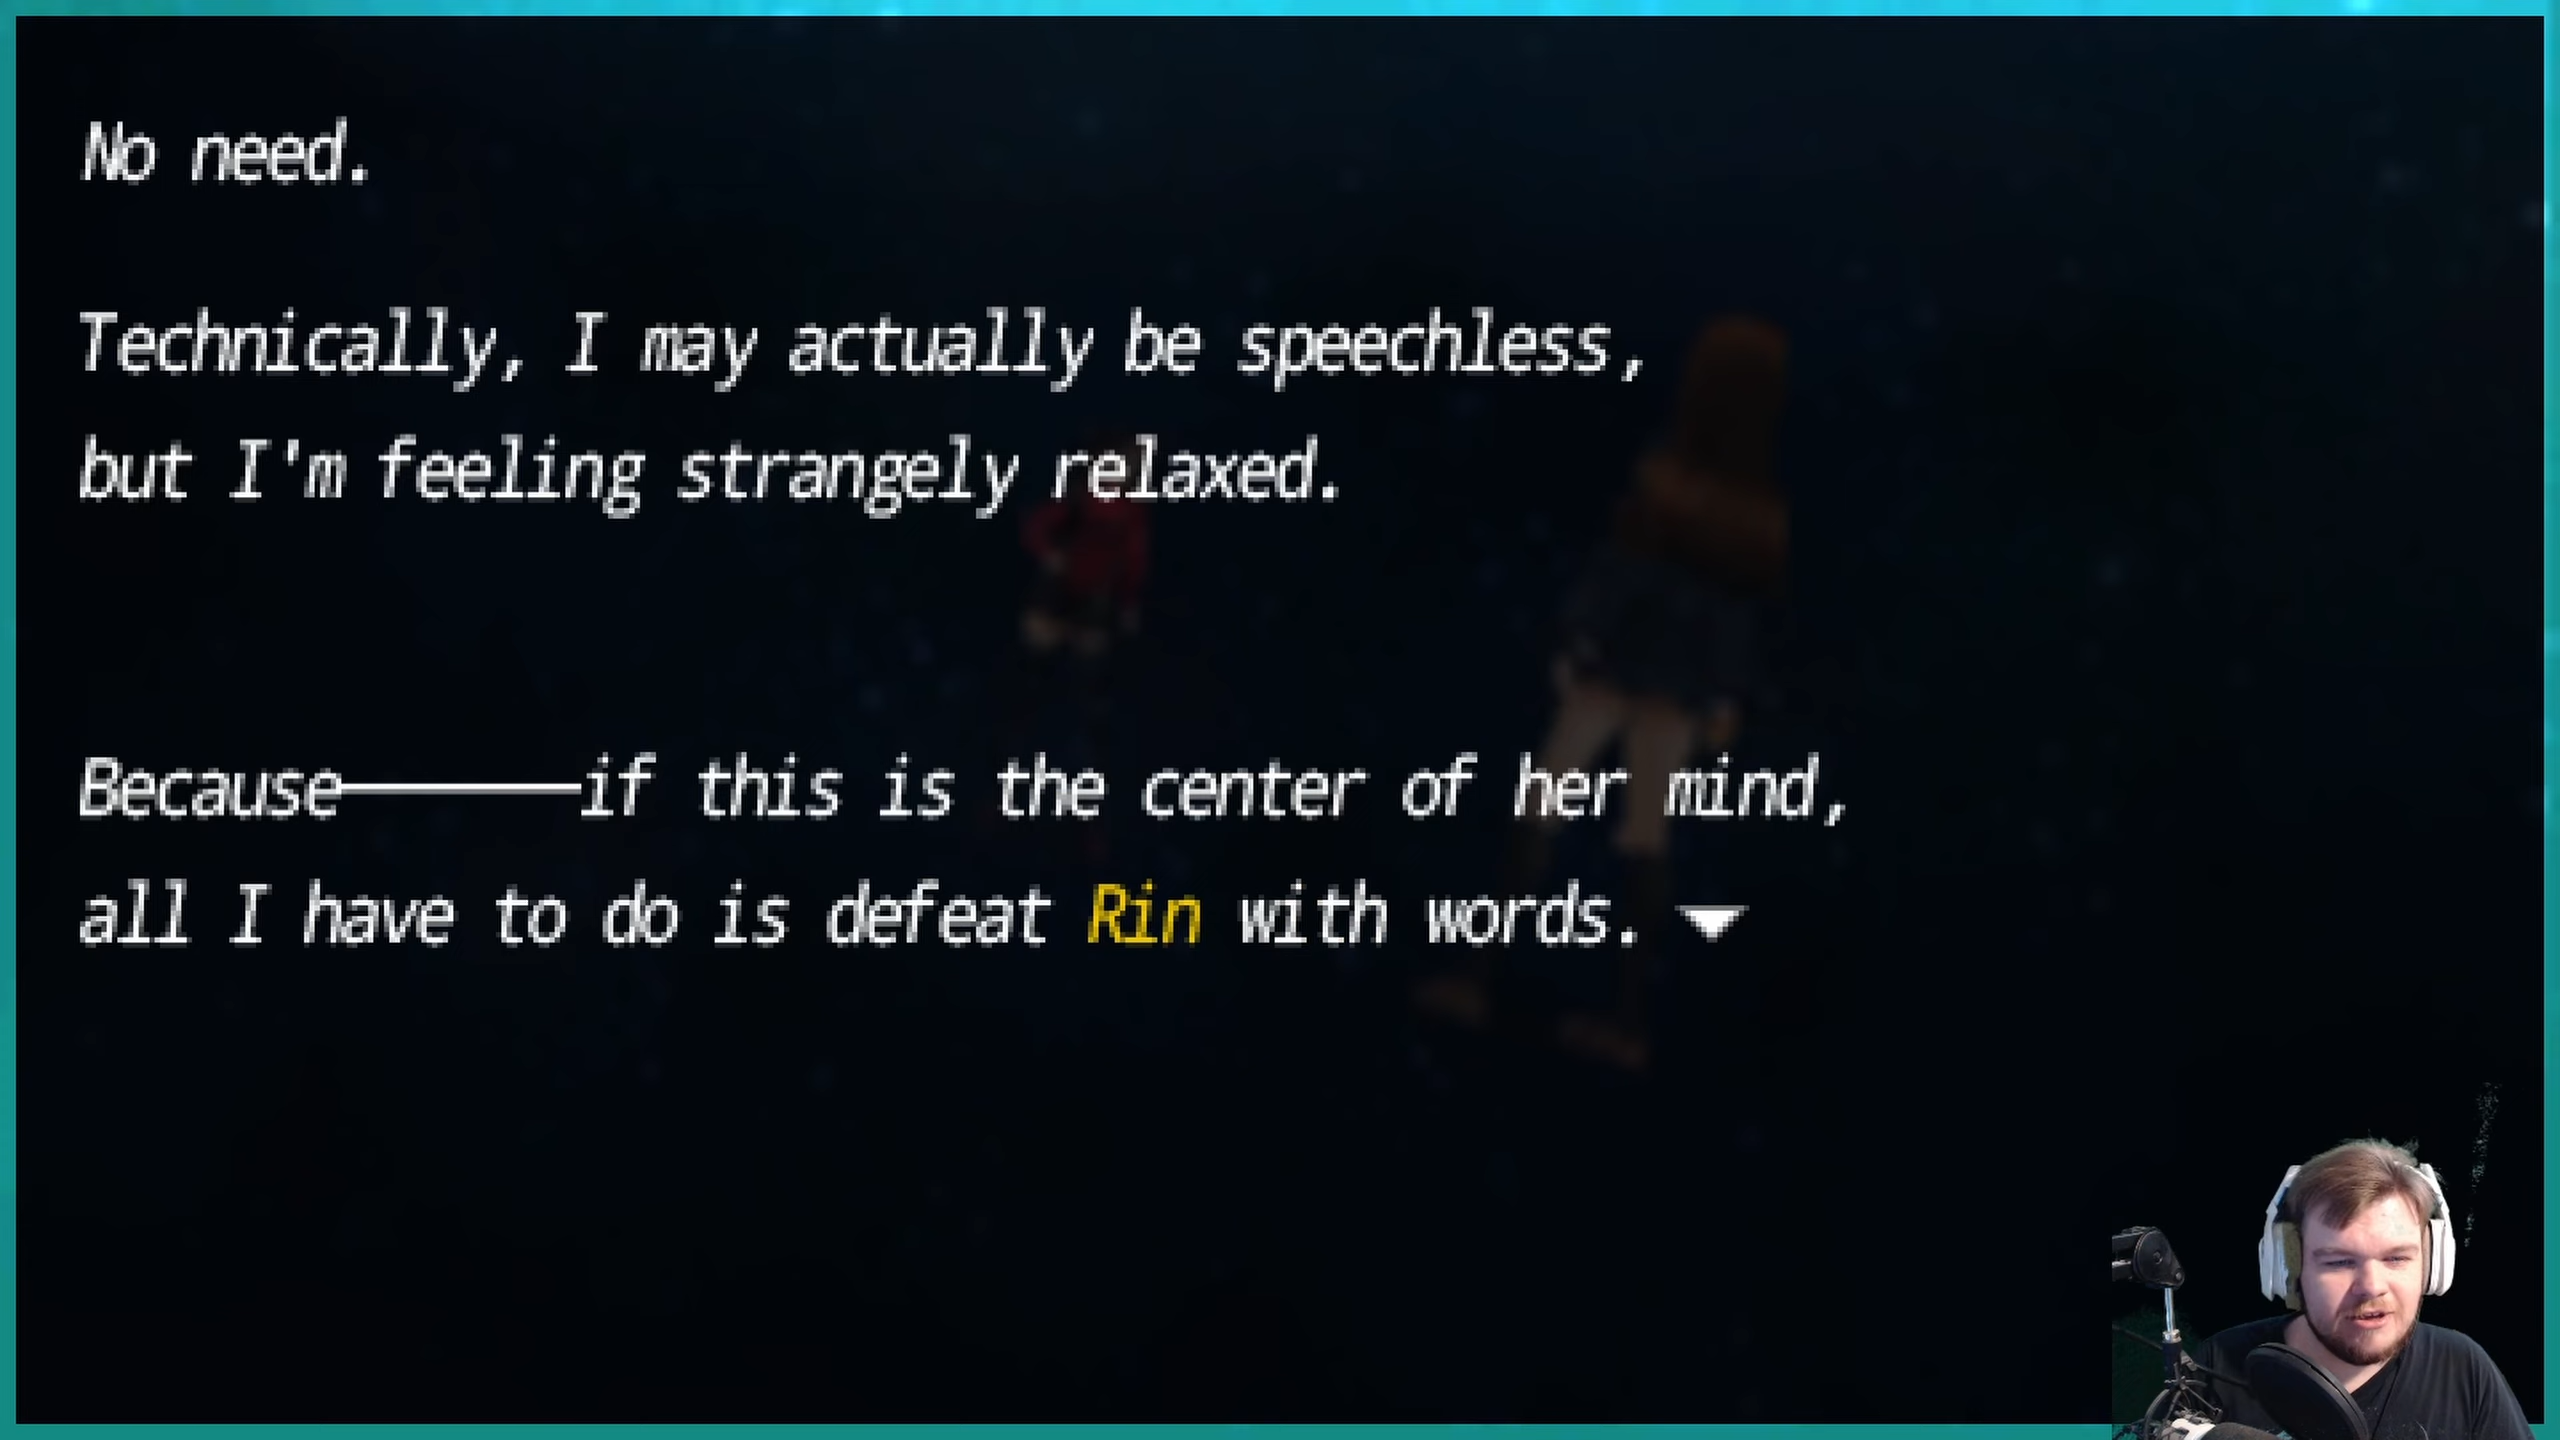 No need.
Technically, I may actually be speechless,
but I'm feeling strangely relaxed.
Because────if this is the center of her mind,
all I have to do is defeat Rin with words.